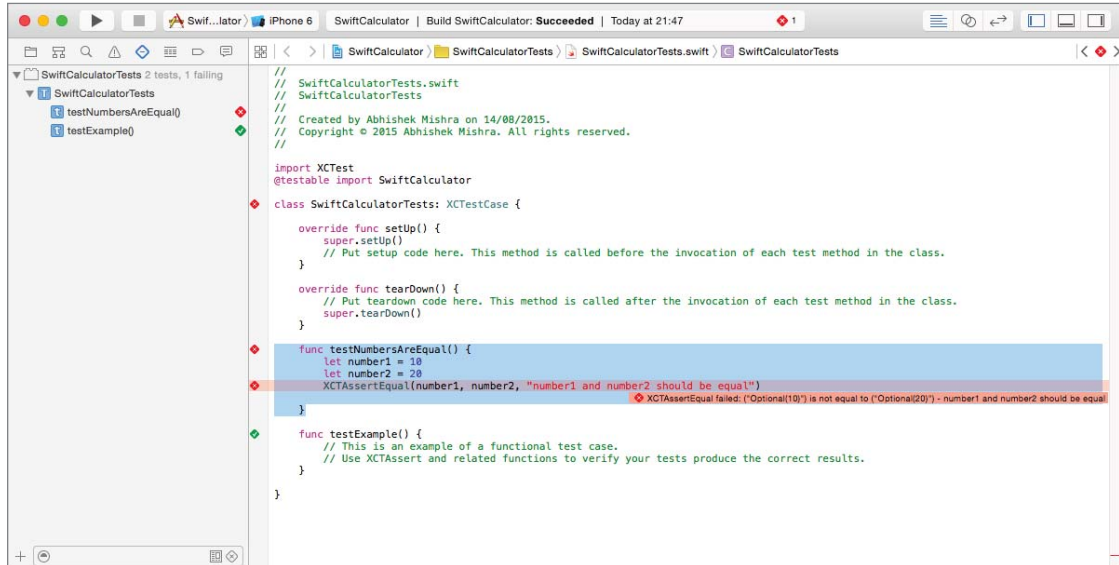 Swif...lator iPhone 6 SwiftCalculator | Build SwiftCalculator: Succeeded | Today at 21:47 1
SwiftCalculator SwiftCalculatorTests SwiftCalculatorTests.swift C SwiftCalculatorTests
SwiftCalculatorTests 2 tests, 1 failing
T SwiftCalculatorTests
t testNumbersAreEqual()
t testExample()
//
//  SwiftCalculatorTests.swift
//  SwiftCalculatorTests
//
//  Created by Abhishek Mishra on 14/08/2015.
//  Copyright © 2015 Abhishek Mishra. All rights reserved.
//
import XCTest
@testable import SwiftCalculator
class SwiftCalculatorTests: XCTestCase {
override func setUp() {
super.setUp()
// Put setup code here. This method is called before the invocation of each test method in the class.
}
override func tearDown() {
// Put teardown code here. This method is called after the invocation of each test method in the class.
super.tearDown()
}
func testNumbersAreEqual() {
let number1 = 10
let number2 = 20
XCTAssertEqual(number1, number2, "number1 and number2 should be equal")
XCTAssertEqual failed: ("Optional(10)") is not equal to ("Optional(20)") - number1 and number2 should be equal
}
func testExample() {
// This is an example of a functional test case.
// Use XCTAssert and related functions to verify your tests produce the correct results.
}
}